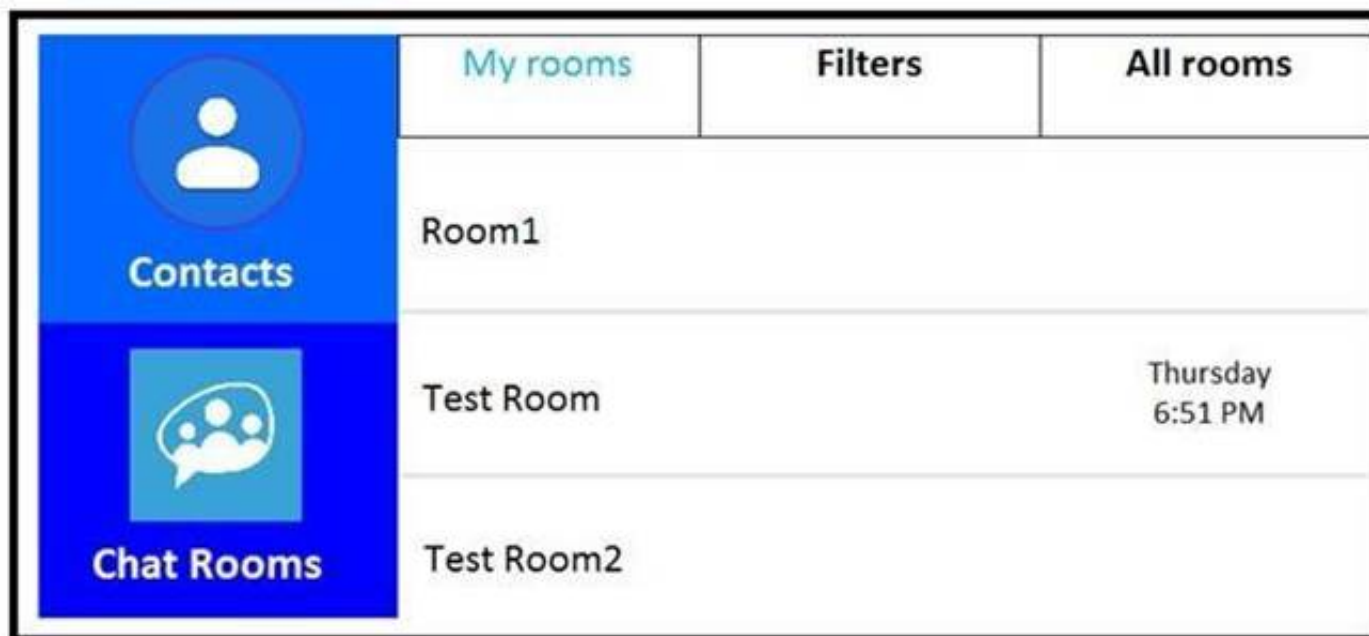 My rooms
Filters
All rooms
Contacts
Room1
Test Room
Thursday
6:51 PM
Chat Rooms
Test Room2